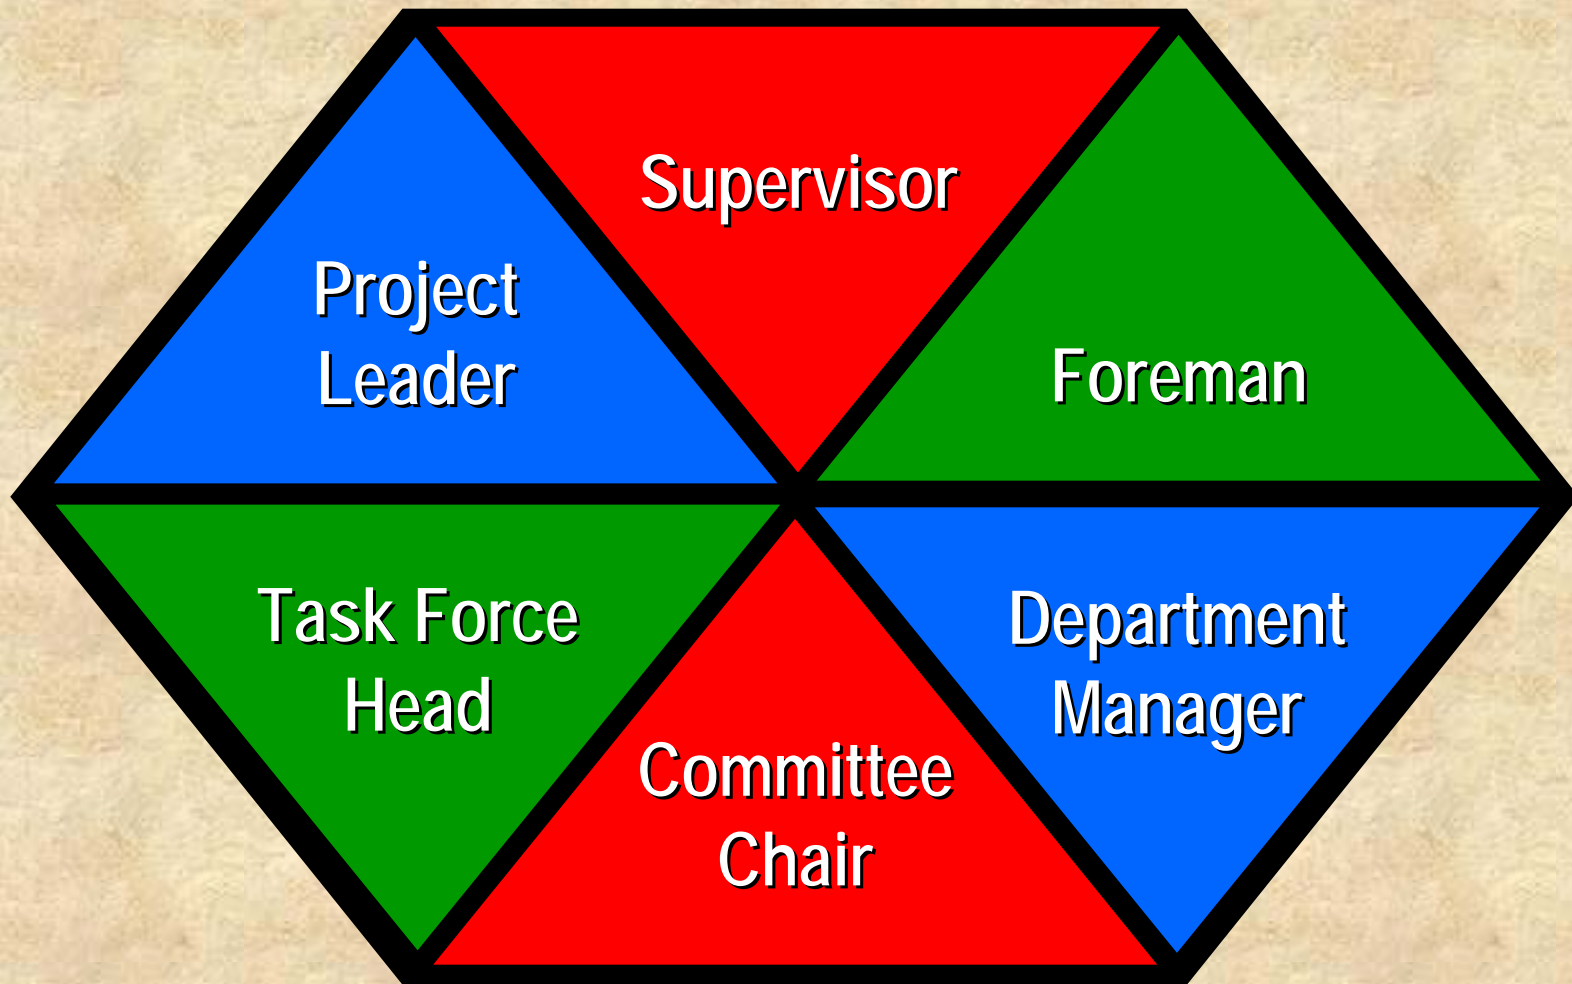 Supervisor
Project
Leader
Foreman
Task Force
Head
Department
Manager
Committee
Chair